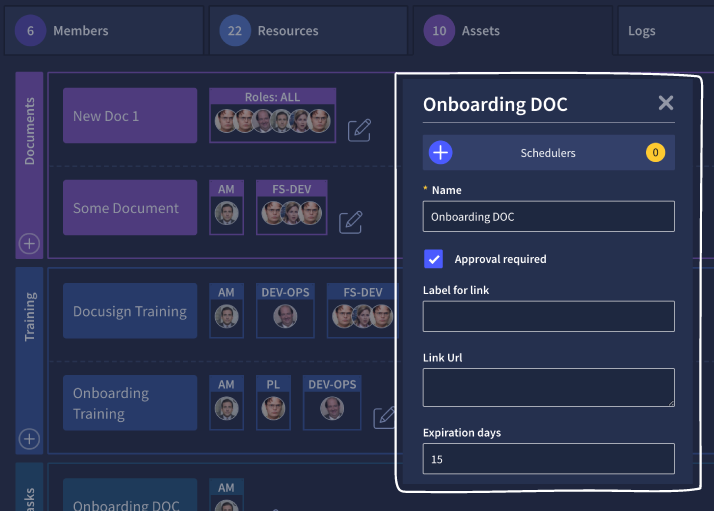 6 Members
22 Resources
10 Assets
Logs
Documents
New Doc 1
Roles: ALL
Some Document
AM
FS-DEV
Training
Docusign Training
AM
DEV-OPS
FS-DEV
Onboarding
Training
AM
PL
DEV-OPS
Onboarding DOC
AM
Onboarding DOC
Schedulers
0
* Name
Onboarding DOC
Approval required
Label for link
Link Url
Expiration days
15